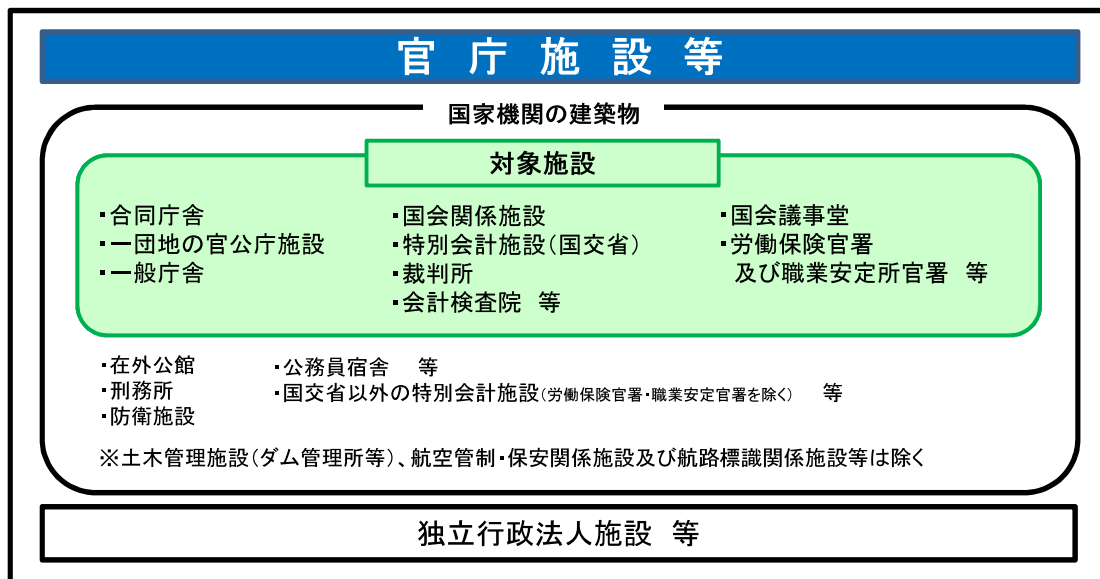 官庁施設等
国家機関の建築物
対象施設
・合同庁舎
・一団地の官公庁施設
・一般庁舎
・国会関係施設
・特別会計施設(国交省)
・裁判所
・会計検査院 等
・国会議事堂
・労働保険官署
及び職業安定所官署 等
・在外公館
・刑務所
・防衛施設
・公務員宿舎 等
・国交省以外の特別会計施設(労働保険官署・職業安定官署を除く) 等
※土木管理施設(ダム管理所等)、航空管制・保安関係施設及び航路標識関係施設等は除く
独立行政法人施設 等